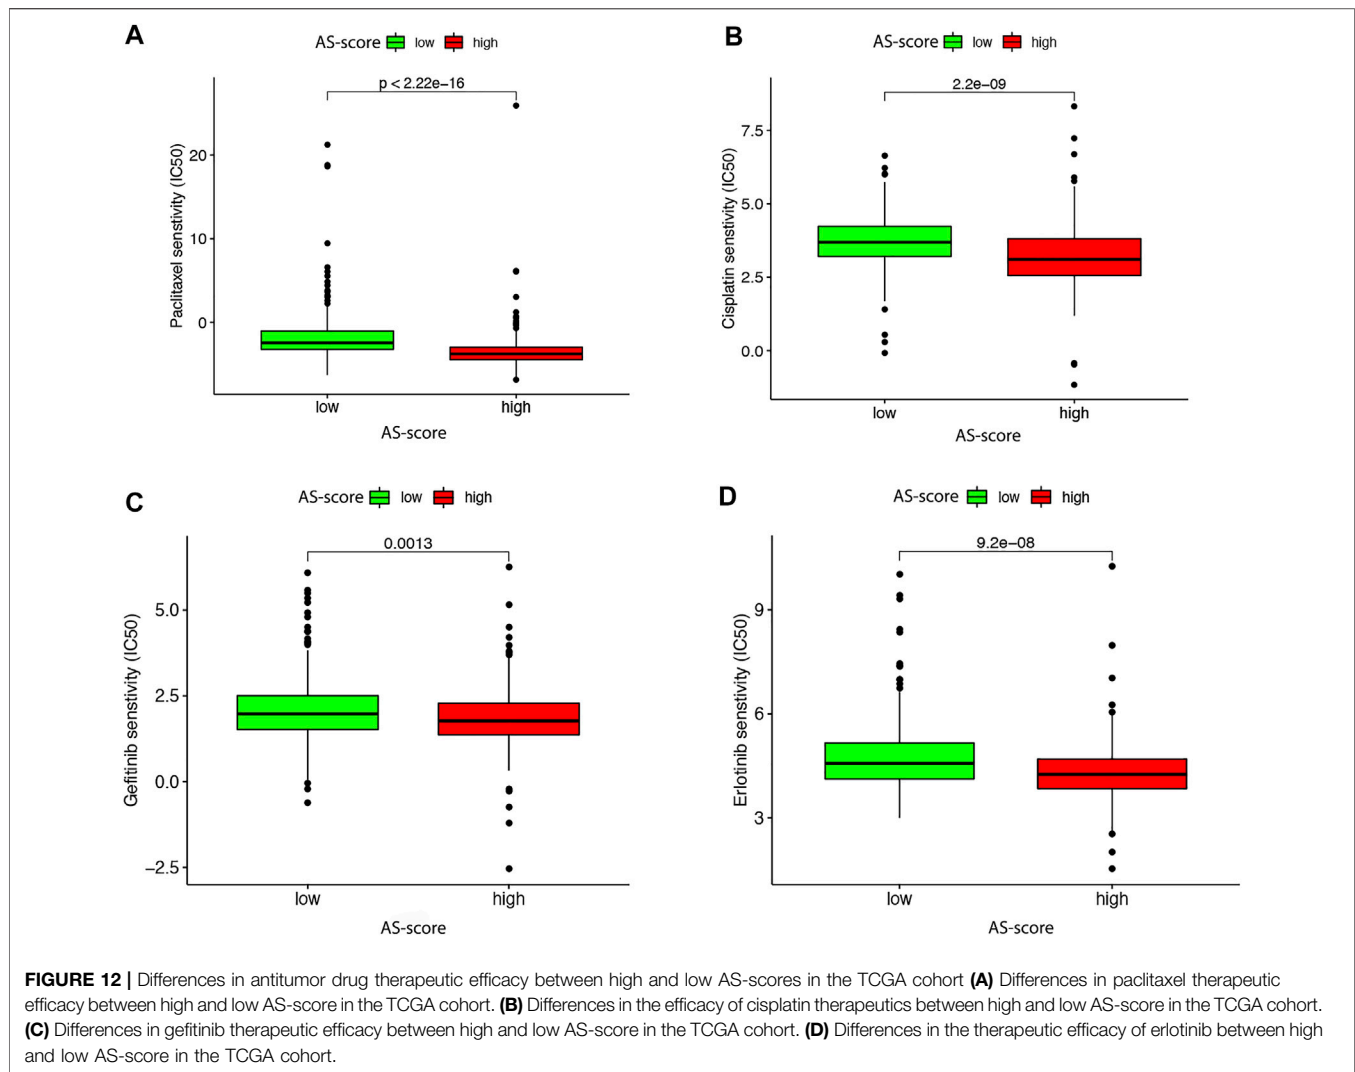 A
AS-score low high
p < 2.22e−16
Paclitaxel senstivity (IC50)
20
10
0
low high
AS-score
B
AS-score low high
2.2e−09
Cisplatin senstivity (IC50)
7.5
5.0
2.5
0.0
low high
AS-score
C
AS-score low high
0.0013
Gefitinib senstivity (IC50)
5.0
2.5
0.0
−2.5
low high
AS-score
D
AS-score low high
9.2e−08
Erlotinib senstivity (IC50)
9
6
3
low high
AS-score
FIGURE 12 | Differences in antitumor drug therapeutic efficacy between high and low AS-scores in the TCGA cohort (A) Differences in paclitaxel therapeutic
efficacy between high and low AS-score in the TCGA cohort. (B) Differences in the efficacy of cisplatin therapeutics between high and low AS-score in the TCGA cohort.
(C) Differences in gefitinib therapeutic efficacy between high and low AS-score in the TCGA cohort. (D) Differences in the therapeutic efficacy of erlotinib between high
and low AS-score in the TCGA cohort.